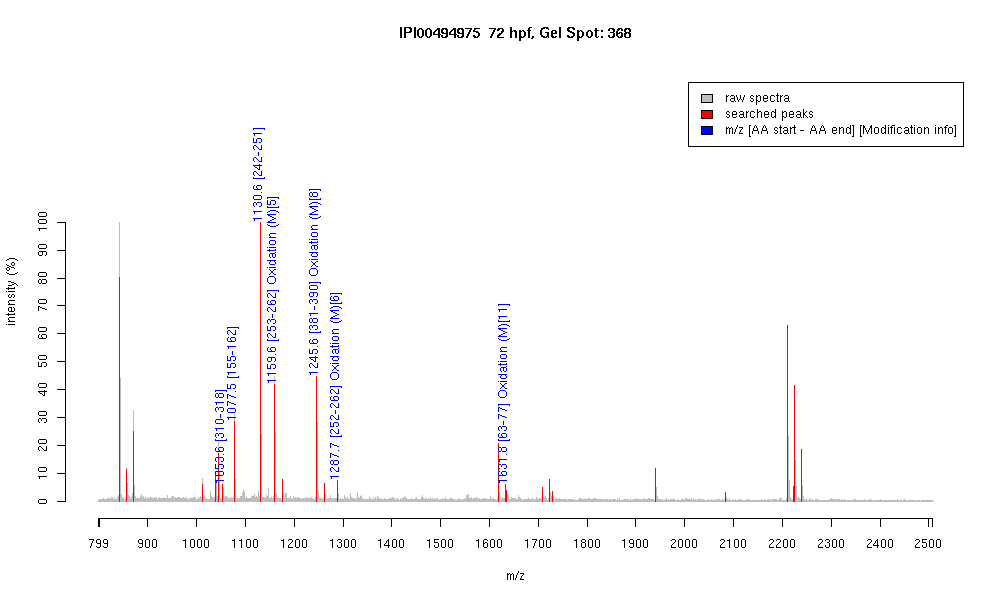 IPI00494975 72 hpf, Gel Spot: 368
raw spectra
searched peaks
m/z [AA start - AA end] [Modification info]
intensity (%)
100
90
80
70
60
50
40
30
20
10
0
1053.6 [310-318]
1077.5 [155-162]
1130.6 [242-251]
1159.6 [253-262] Oxidation (M)[5]
1245.6 [381-390] Oxidation (M)[8]
1287.7 [252-262] Oxidation (M)[6]
1631.8 [63-77] Oxidation (M)[11]
799 900 1000 1100 1200 1300 1400 1500 1600 1700 1800 1900 2000 2100 2200 2300 2400 2500
m/z